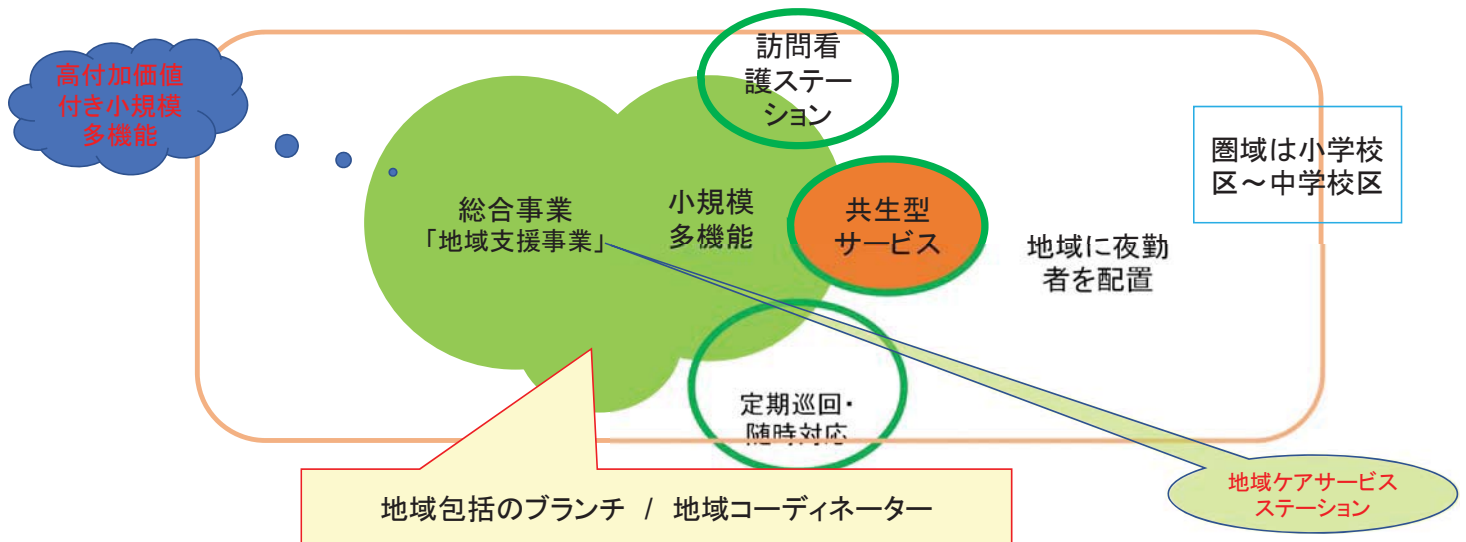 高付加価値
付き小規模
多機能
訪問看
護ステー
ション
圏域は小学校
区～中学校区
総合事業
「地域支援事業」
小規模
多機能
共生型
サービス
地域に夜勤
者を配置
定期巡回・
随時対応
地域ケアサービス
ステーション
地域包括のブランチ / 地域コーディネーター